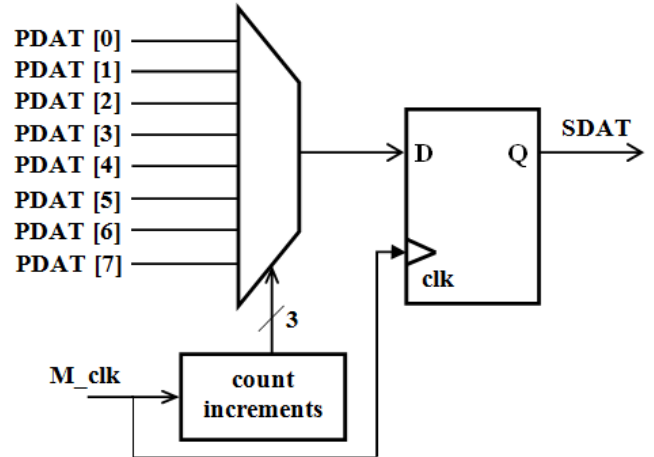 PDAT [0]
PDAT [1]
PDAT [2]
PDAT [3]
PDAT [4]
PDAT [5]
PDAT [6]
PDAT [7]
D
Q
SDAT
clk
3
M_clk
count
increments